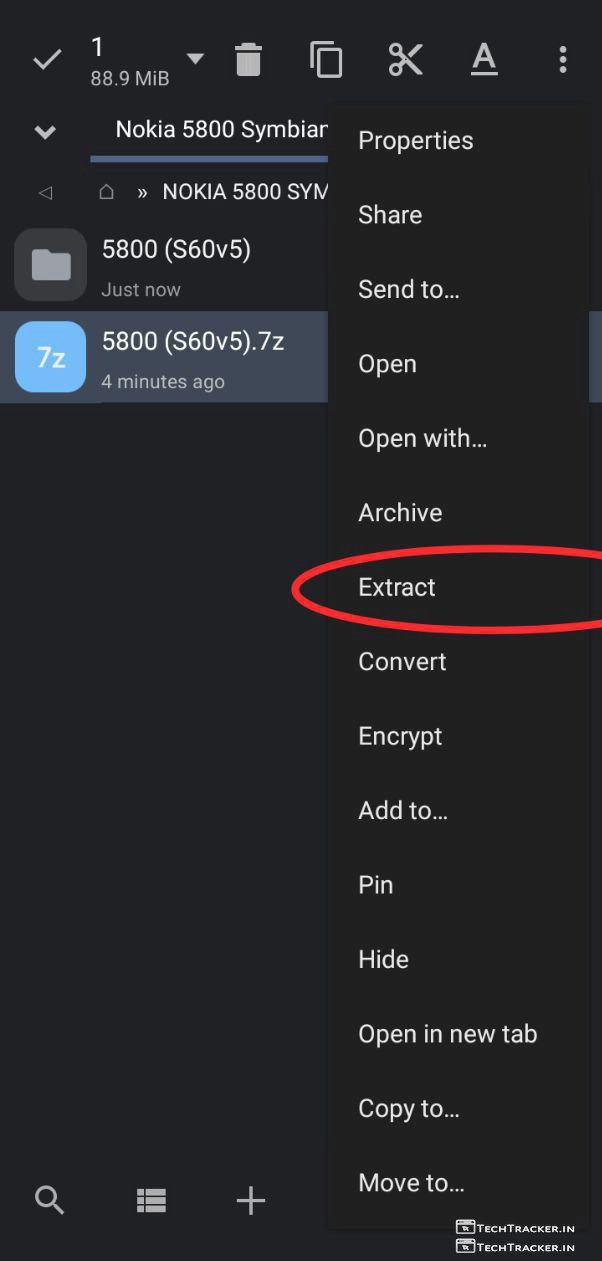 1
88.9 MiB
A
Nokia 5800 Symbian
» NOKIA 5800 SYM
5800 (S60v5)
Just now
7z
5800 (S60v5).7z
4 minutes ago
Properties
Share
Send to...
Open
Open with...
Archive
Extract
Convert
Encrypt
Add to...
Pin
Hide
Open in new tab
Copy to...
Move to...
TECHTRACKER.IN
TECHTRACKER.IN